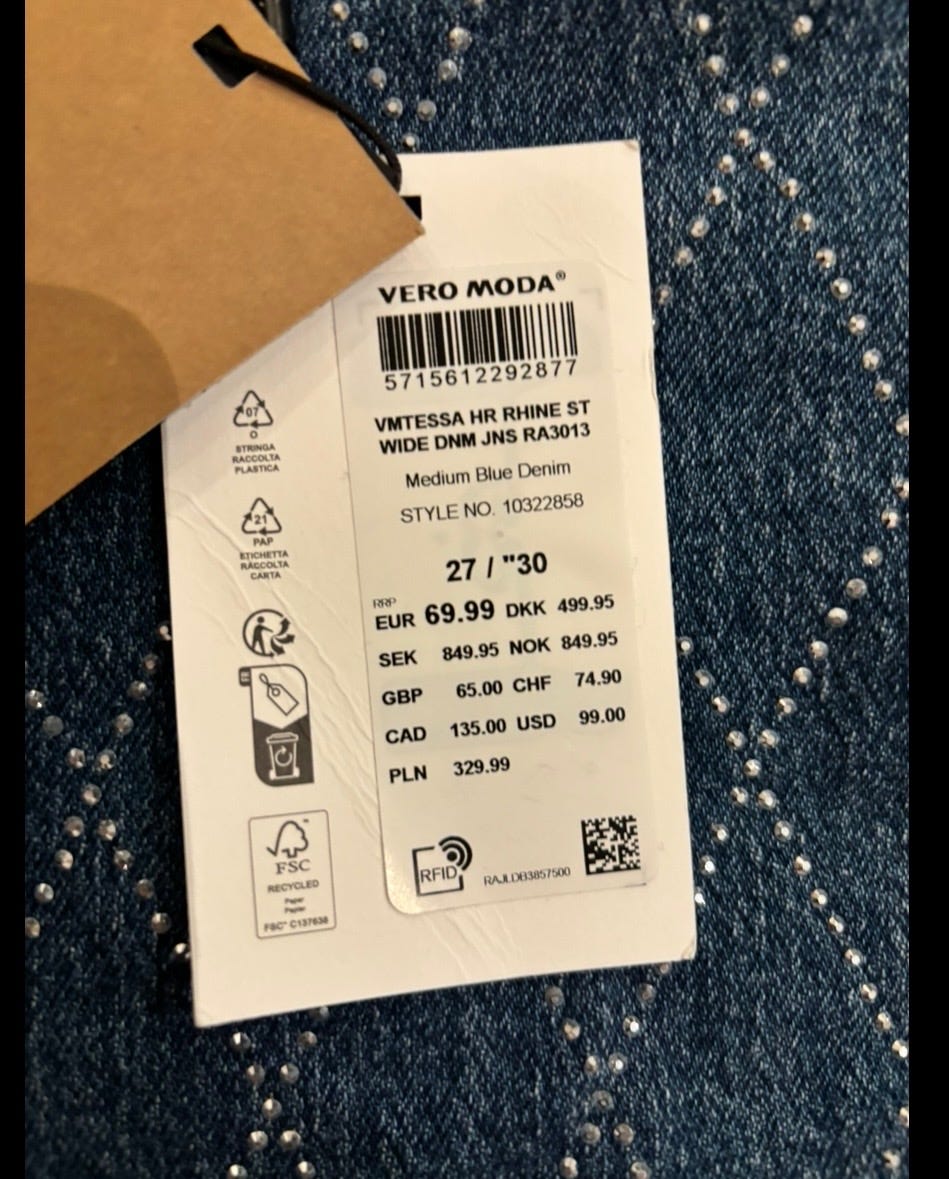 VERO MODA®
5715612292877
VMTESSA HR RHINE ST
WIDE DNM JNS RA3013
Medium Blue Denim
STYLE NO. 10322858
27 / "30
RRP
EUR 69.99 DKK 499.95
SEK 849.95 NOK 849.95
GBP 65.00 CHF 74.90
CAD 135.00 USD 99.00
PLN 329.99
RFID
RAJLDB3857500
07
O
STRINGA
RACCOLTA
PLASTICA
21
PAP
ETICHETTA
RACCOLTA
CARTA
FSC™
RECYCLED
Paper
Papier
FSC® C137638